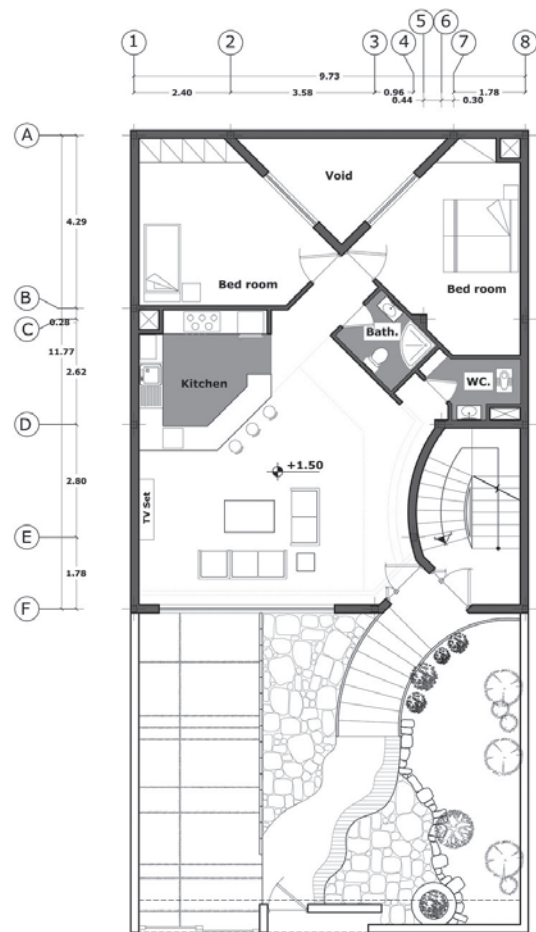 1 2 3 4 5 6 7 8
9.73
2.40 3.58 0.96 1.78
0.44 0.30
A
Void
4.29
Bed room
Bed room
B
C
0.28
Bath.
11.77
Kitchen
WC.
2.62
D
+1.50
2.80
TV Set
E
1.78
F